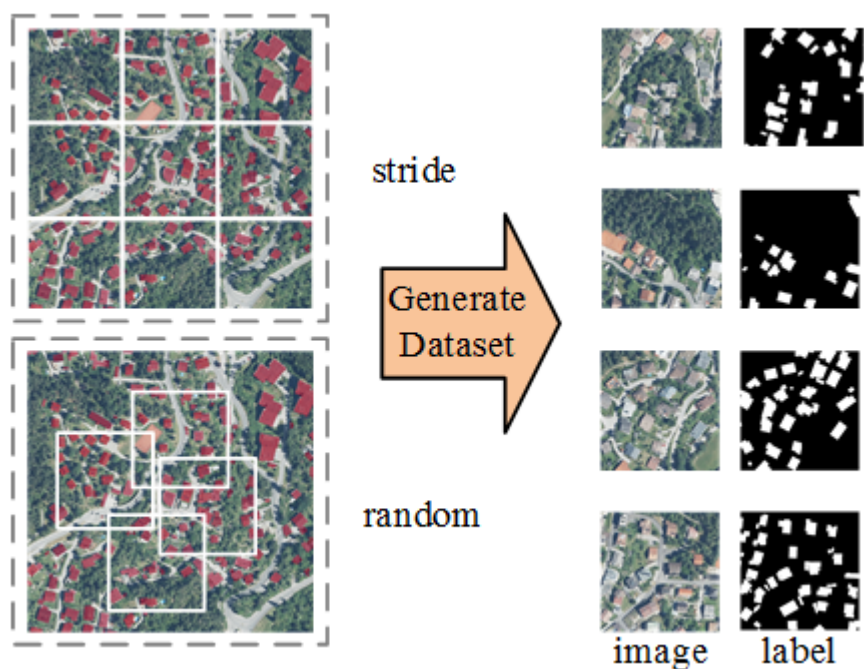 stride
Generate
Dataset
random
image
label